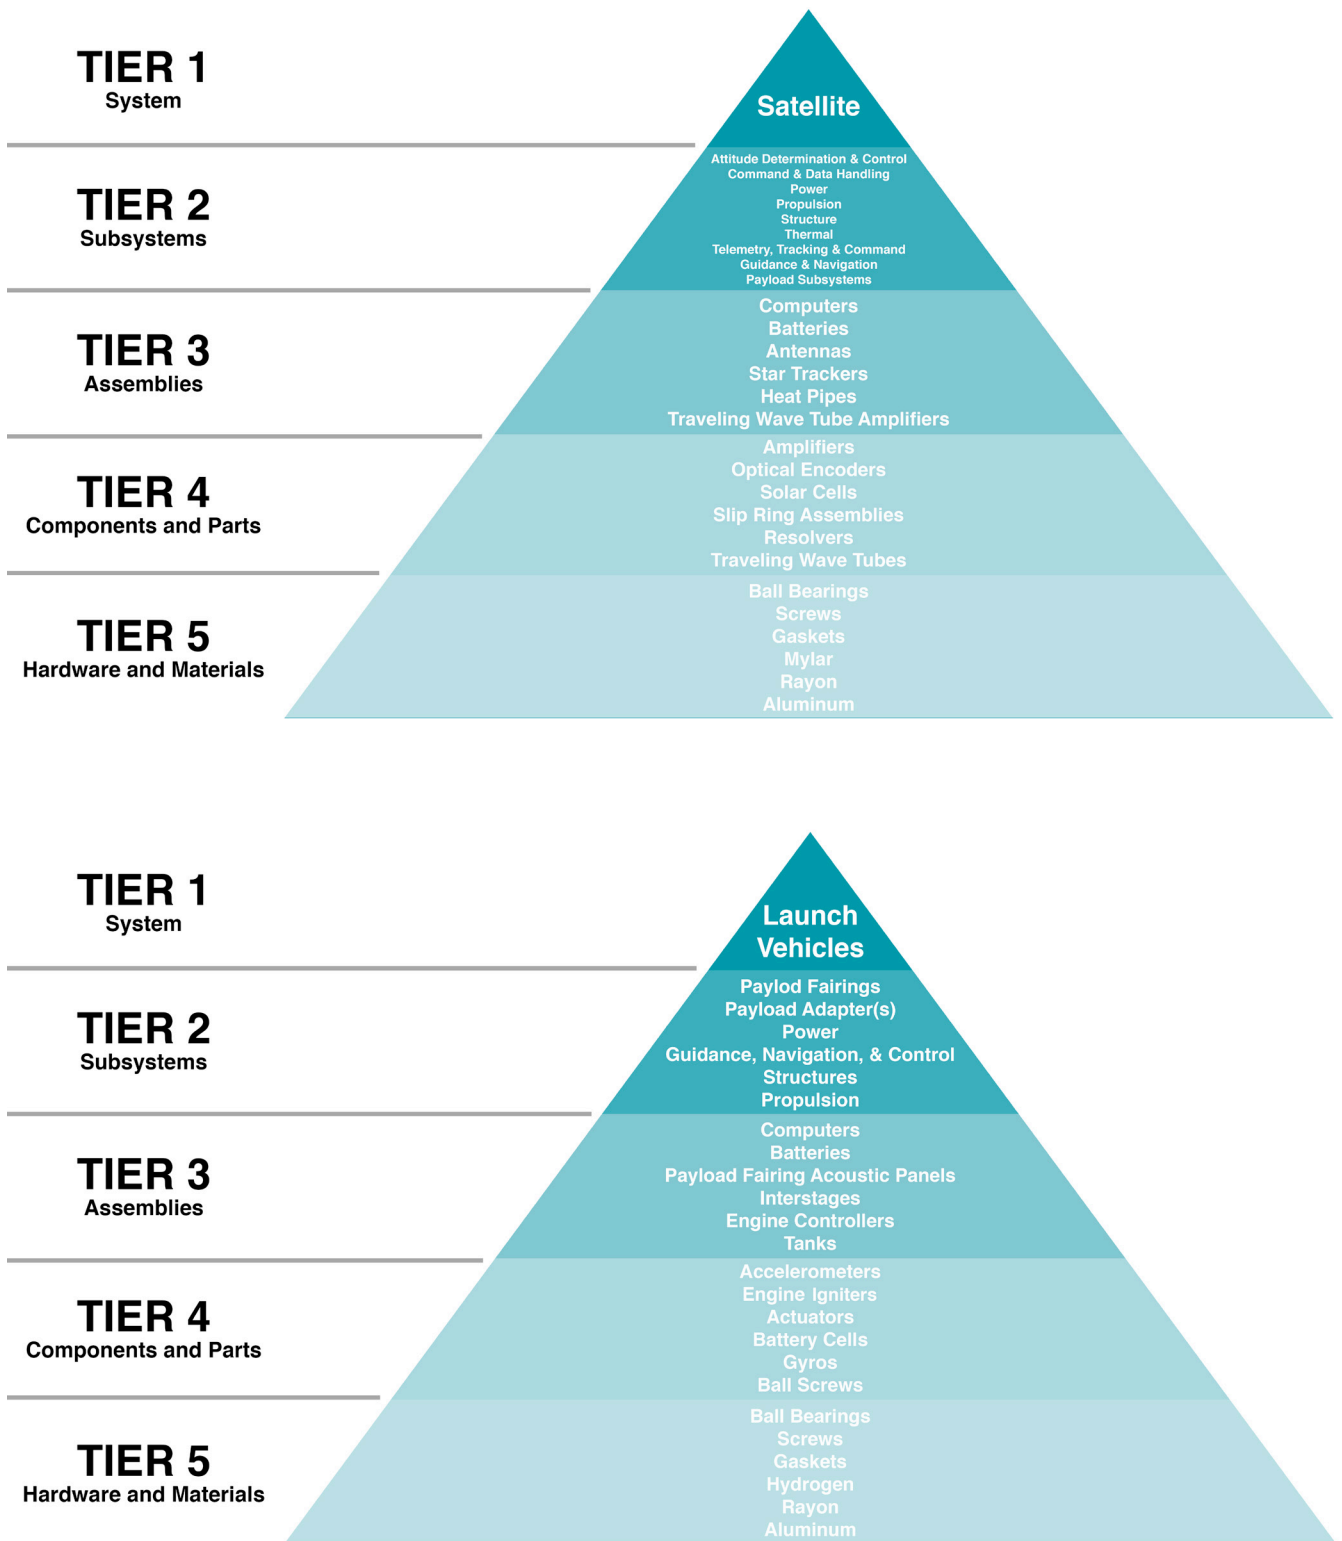 TIER 1
System
Satellite
TIER 2
Subsystems
Attitude Determination & Control
Command & Data Handling
Power
Propulsion
Structure
Thermal
Telemetry, Tracking & Command
Guidance & Navigation
Payload Subsystems
TIER 3
Assemblies
Computers
Batteries
Antennas
Star Trackers
Heat Pipes
Traveling Wave Tube Amplifiers
TIER 4
Components and Parts
Amplifiers
Optical Encoders
Solar Cells
Slip Ring Assemblies
Resolvers
Traveling Wave Tubes
TIER 5
Hardware and Materials
Ball Bearings
Screws
Gaskets
Mylar
Rayon
Aluminum
TIER 1
System
Launch
Vehicles
TIER 2
Subsystems
Paylod Fairings
Payload Adapter(s)
Power
Guidance, Navigation, & Control
Structures
Propulsion
TIER 3
Assemblies
Computers
Batteries
Payload Fairing Acoustic Panels
Interstages
Engine Controllers
Tanks
TIER 4
Components and Parts
Accelerometers
Engine Igniters
Actuators
Battery Cells
Gyros
Ball Screws
TIER 5
Hardware and Materials
Ball Bearings
Screws
Gaskets
Hydrogen
Rayon
Aluminum